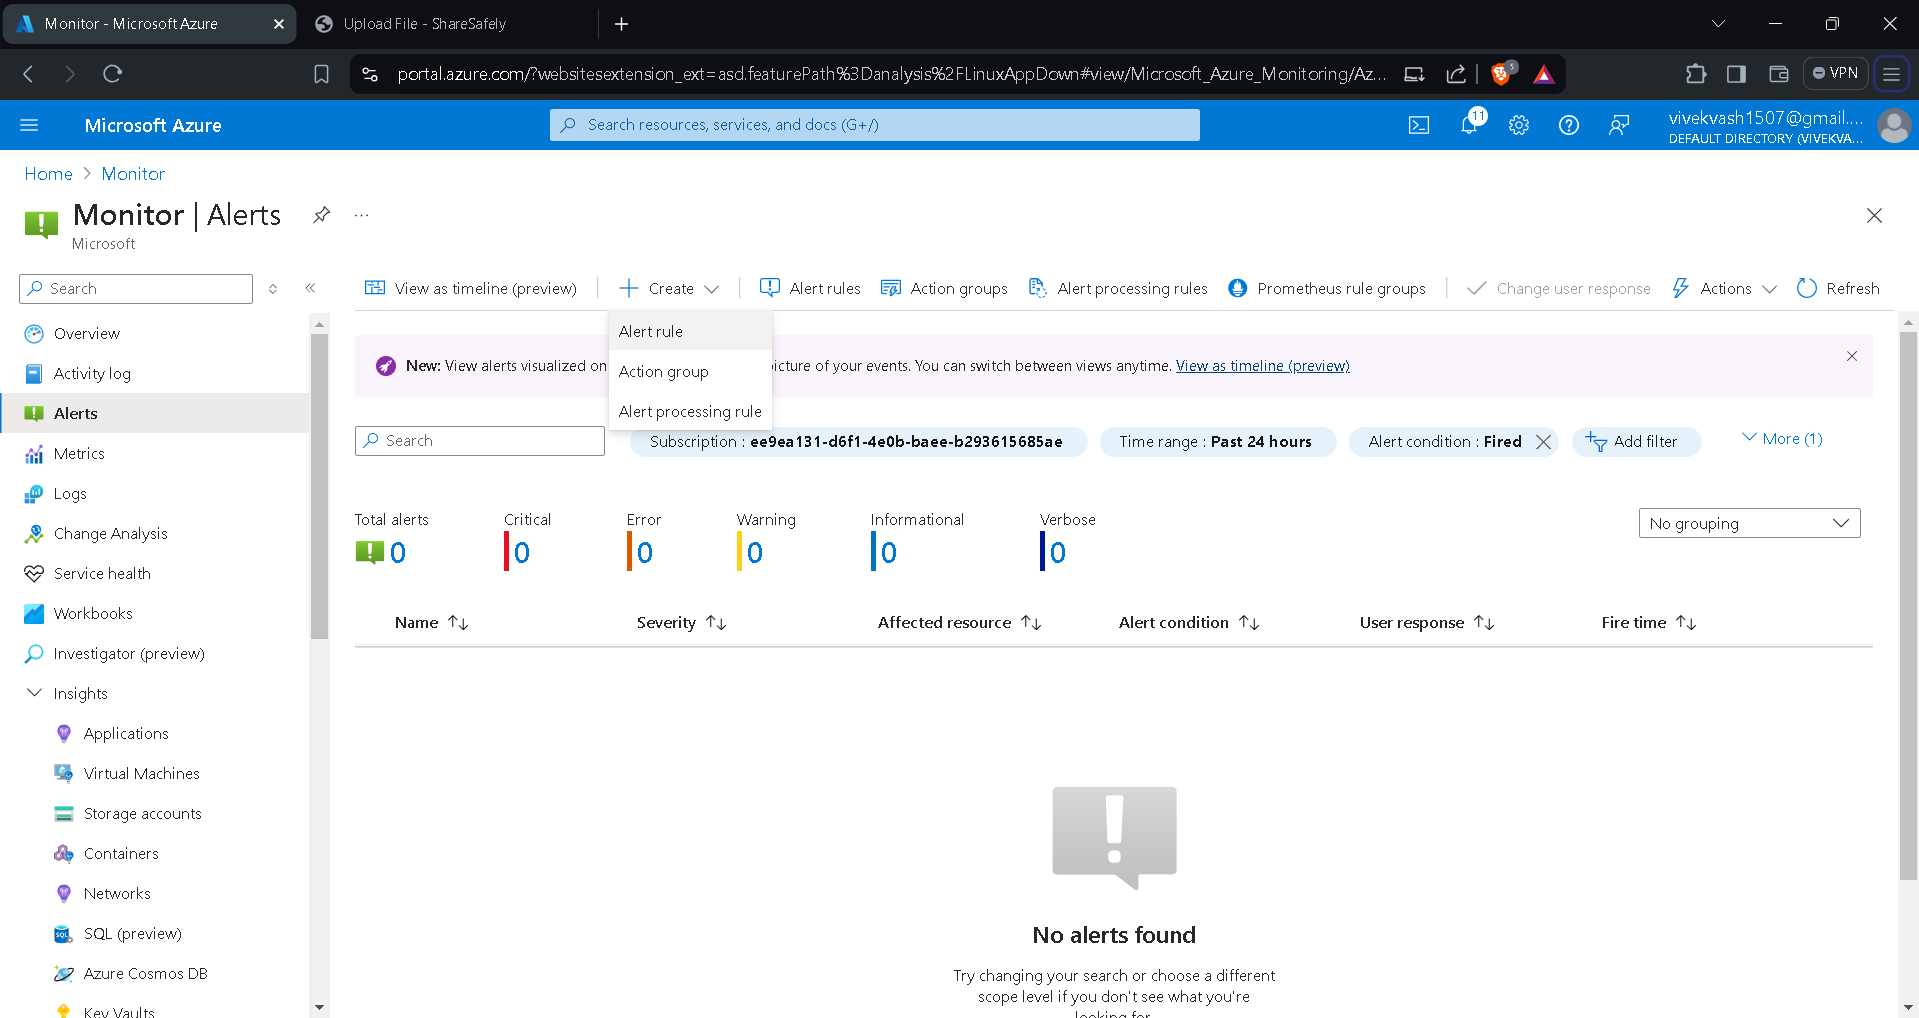 Monitor - Microsoft Azure
Upload File - ShareSafely
portal.azure.com/?websitesextension_ext=asd.featurePath%3Danalysis%2FLinuxAppDown#view/Microsoft_Azure_Monitoring/Az...
5
VPN
Microsoft Azure
Search resources, services, and docs (G+/)
11
vivekvash1507@gmail....
DEFAULT DIRECTORY (VIVEKVA...
Home > Monitor
Monitor | Alerts
...
Microsoft
Search
View as timeline (preview)
Create
Alert rules
Action groups
Alert processing rules
Prometheus rule groups
Change user response
Actions
Refresh
Alert rule
Action group
Alert processing rule
New: View alerts visualized on
icture of your events. You can switch between views anytime. View as timeline (preview)
Search
Subscription : ee9ea131-d6f1-4e0b-baee-b293615685ae
Time range : Past 24 hours
Alert condition : Fired
Add filter
More (1)
Overview
Activity log
Alerts
Metrics
Logs
Change Analysis
Service health
Workbooks
Investigator (preview)
Insights
Applications
Virtual Machines
Storage accounts
Containers
Networks
SQL
SQL (preview)
Azure Cosmos DB
Key Vaults
Total alerts
0
Critical
0
Error
0
Warning
0
Informational
0
Verbose
0
No grouping
Name
Severity
Affected resource
Alert condition
User response
Fire time
No alerts found
Try changing your search or choose a different
scope level if you don't see what you're
looking for.